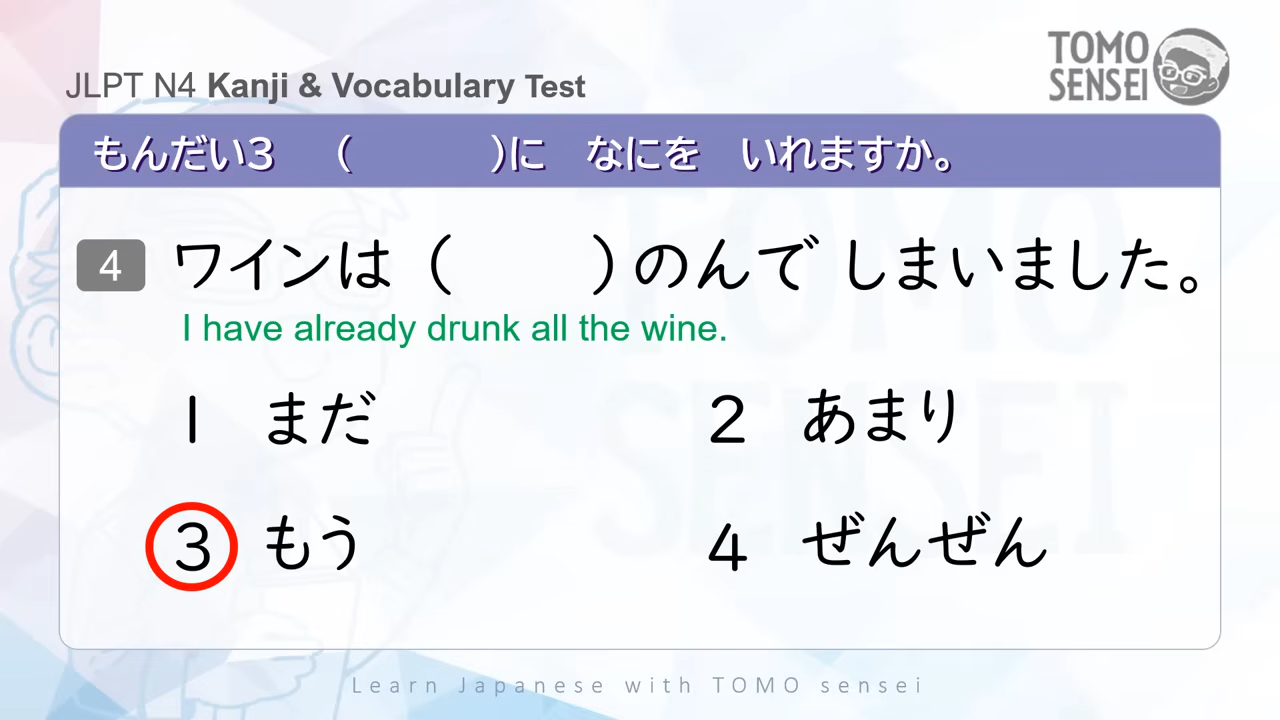 TOMO
SENSEI
JLPT N4 Kanji & Vocabulary Test
もんだい3　(　　　)に　なにを　いれますか。
4 ワインは (　　　) のんで しまいました。
I have already drunk all the wine.
1 まだ
2 あまり
3 もう
4 ぜんぜん
TOMO
SENSEI
Learn Japanese with TOMO sensei